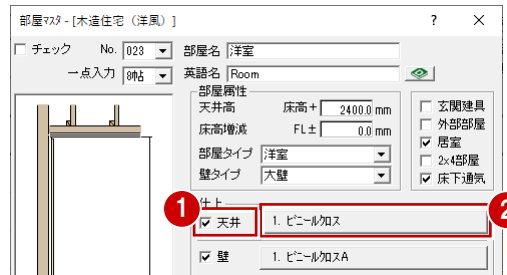 部屋ﾏｽﾀ - [木造住宅（洋風）] ? ×
チェック No. 023 部屋名 洋室
一点入力 8帖 英語名 Room
部屋属性
天井高 床高+ 2400.0 mm
床高増減 FL± 0.0 mm
部屋タイプ 洋室
壁タイプ 大壁
玄関建具
外部部屋
居室
2x4部屋
床下通気
仕上
1 天井 1. ﾋﾞﾆｰﾙｸﾛｽ 2
壁 1. ﾋﾞﾆｰﾙｸﾛｽA